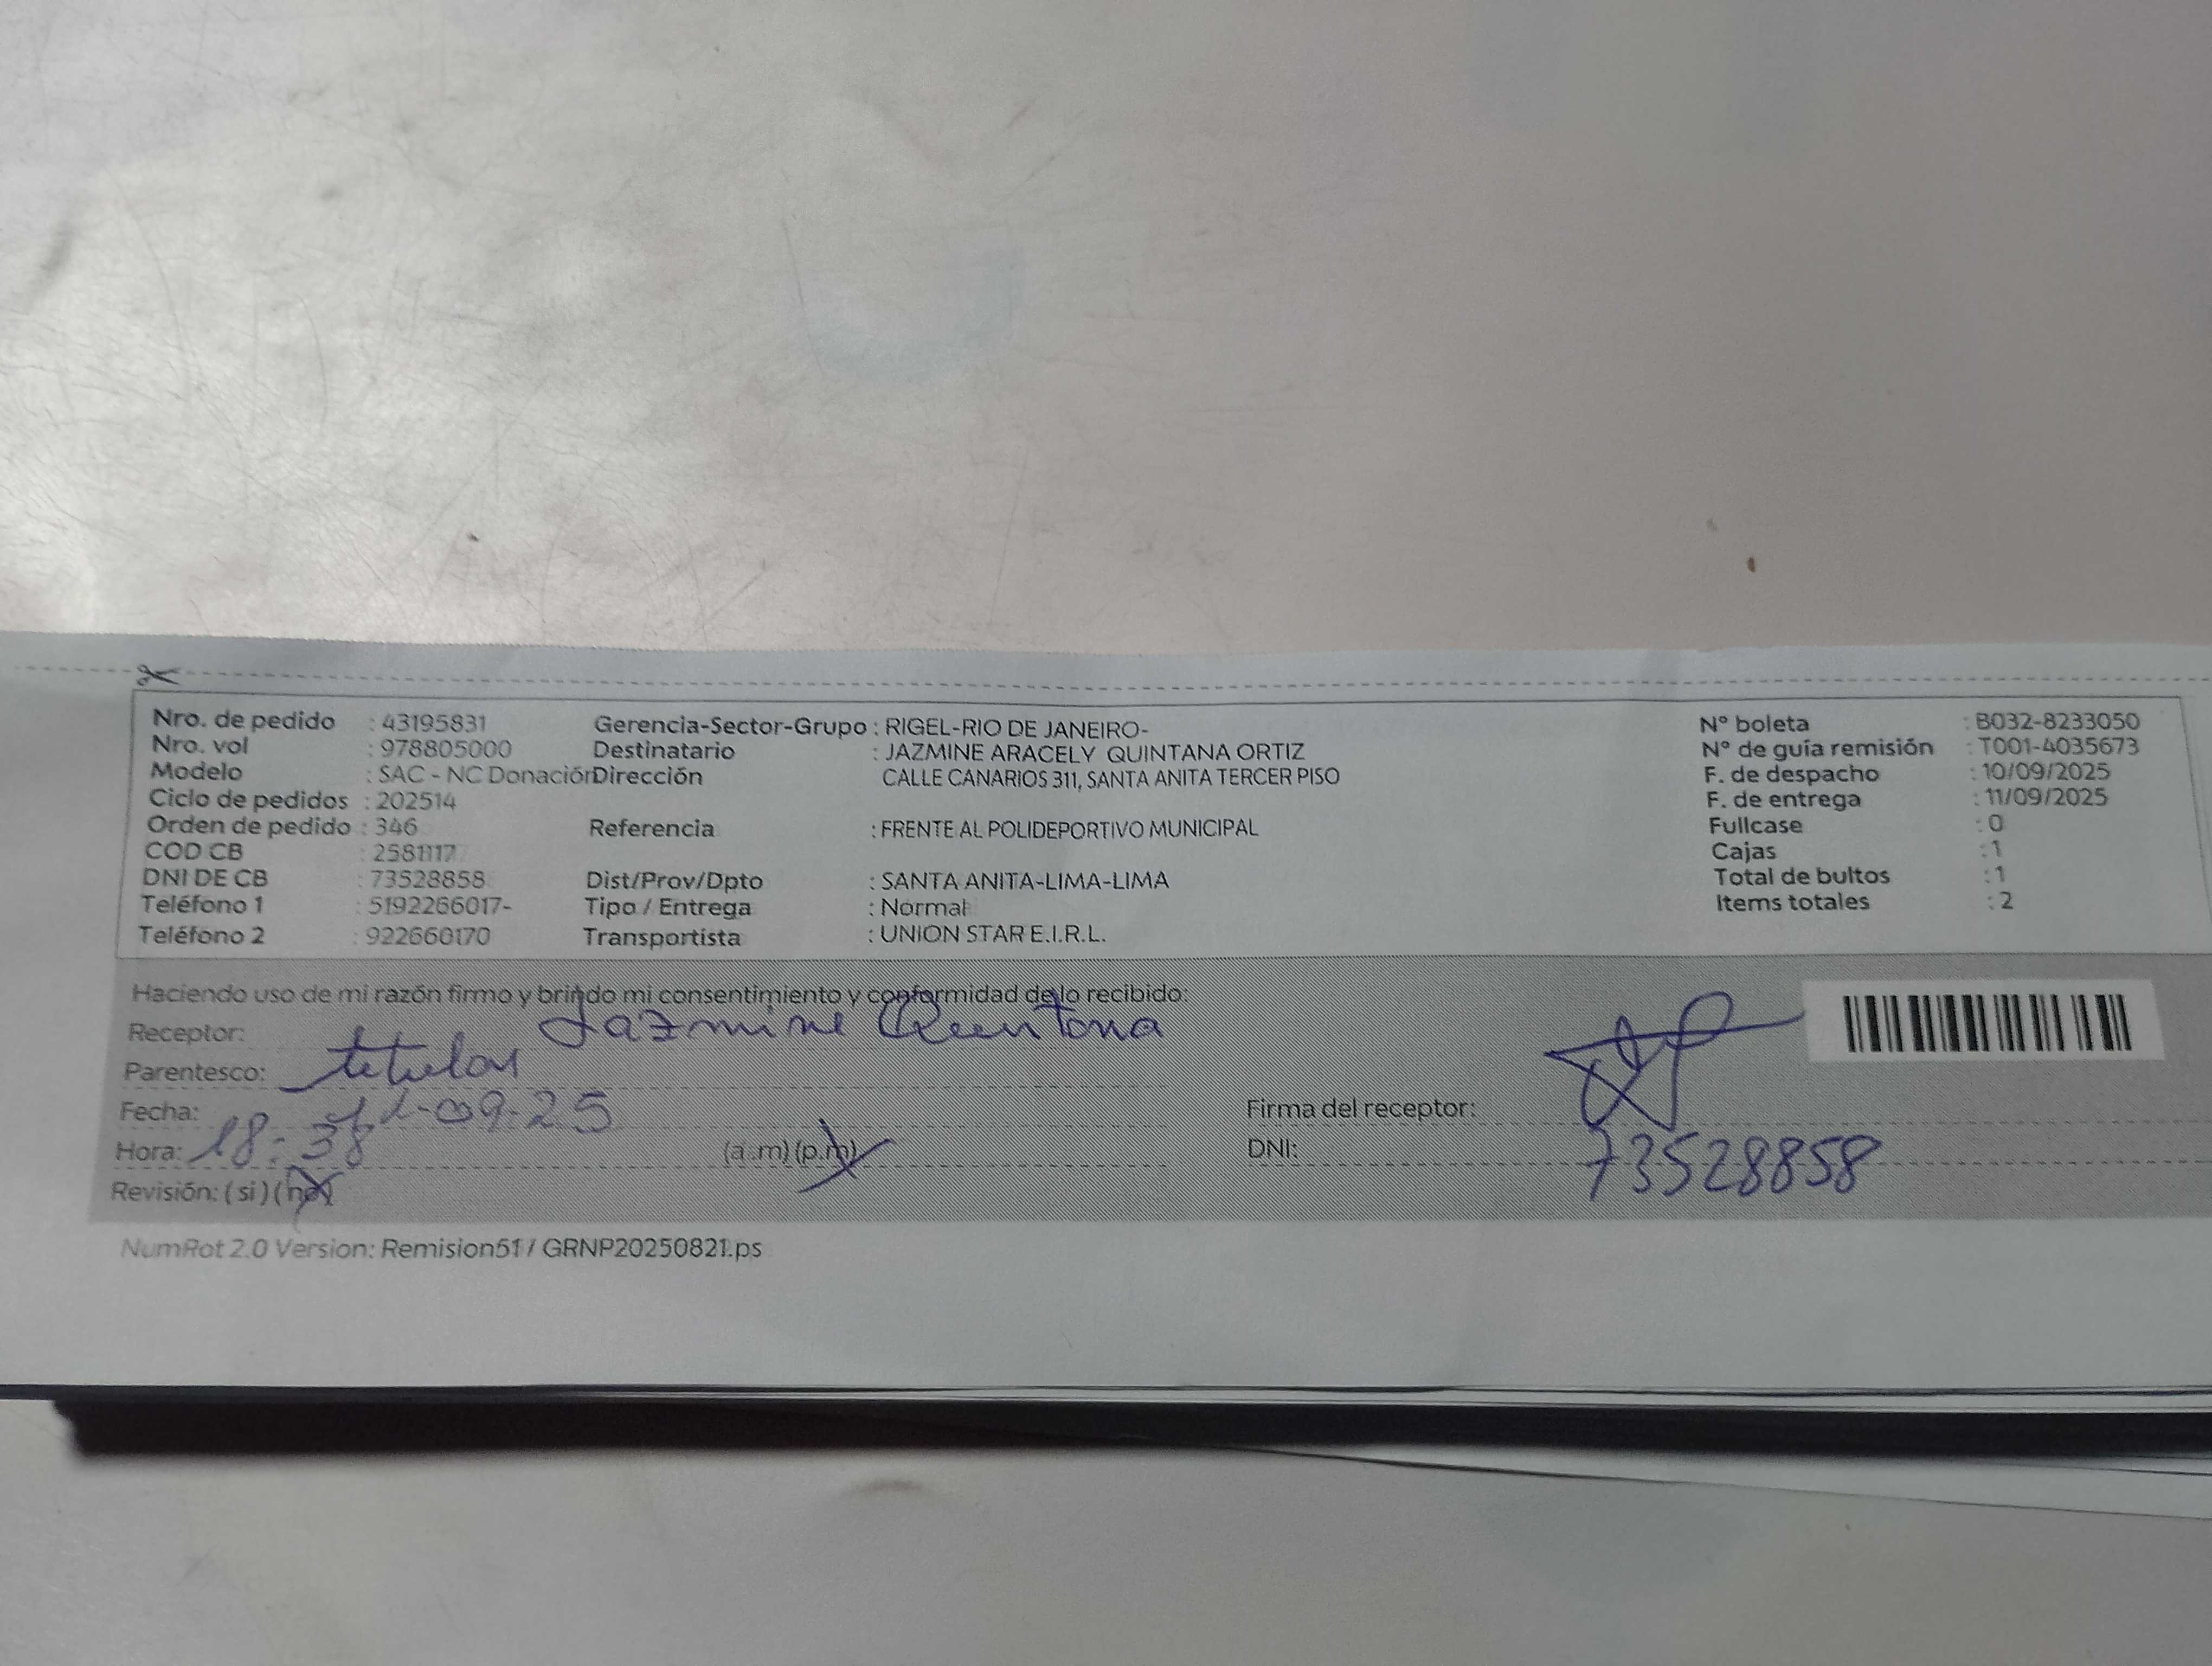 Nro. de pedido : 43195831 Gerencia-Sector-Grupo : RIGEL-RIO DE JANEIRO- N° boleta : B032-8233050
Nro. vol : 978805000 Destinatario : JAZMINE ARACELY QUINTANA ORTIZ N° de guía remisión : T001-4035673
Modelo : SAC - NC Donación Dirección CALLE CANARIOS 311, SANTA ANITA TERCER PISO F. de despacho : 10/09/2025
Ciclo de pedidos : 202514 F. de entrega : 11/09/2025
Orden de pedido : 346 Referencia : FRENTE AL POLIDEPORTIVO MUNICIPAL Fullcase : 0
COD CB : 2581117 Cajas : 1
DNI DE CB : 73528858 Dist/Prov/Dpto : SANTA ANITA-LIMA-LIMA Total de bultos : 1
Teléfono 1 : 5192266017- Tipo / Entrega : Normal Items totales : 2
Teléfono 2 : 922660170 Transportista : UNION STAR E.I.R.L.
Haciendo uso de mi razón firmo y brindo mi consentimiento y conformidad de lo recibido:
Receptor: Jazmine Quintana
Parentesco: titular
Fecha: 11-09-25 Firma del receptor:
Hora: 18:38 (a.m) (p.m) DNI: 73528858
Revisión: (si) (no)
NumRot 2.0 Version: Remision51 / GRNP20250821.ps